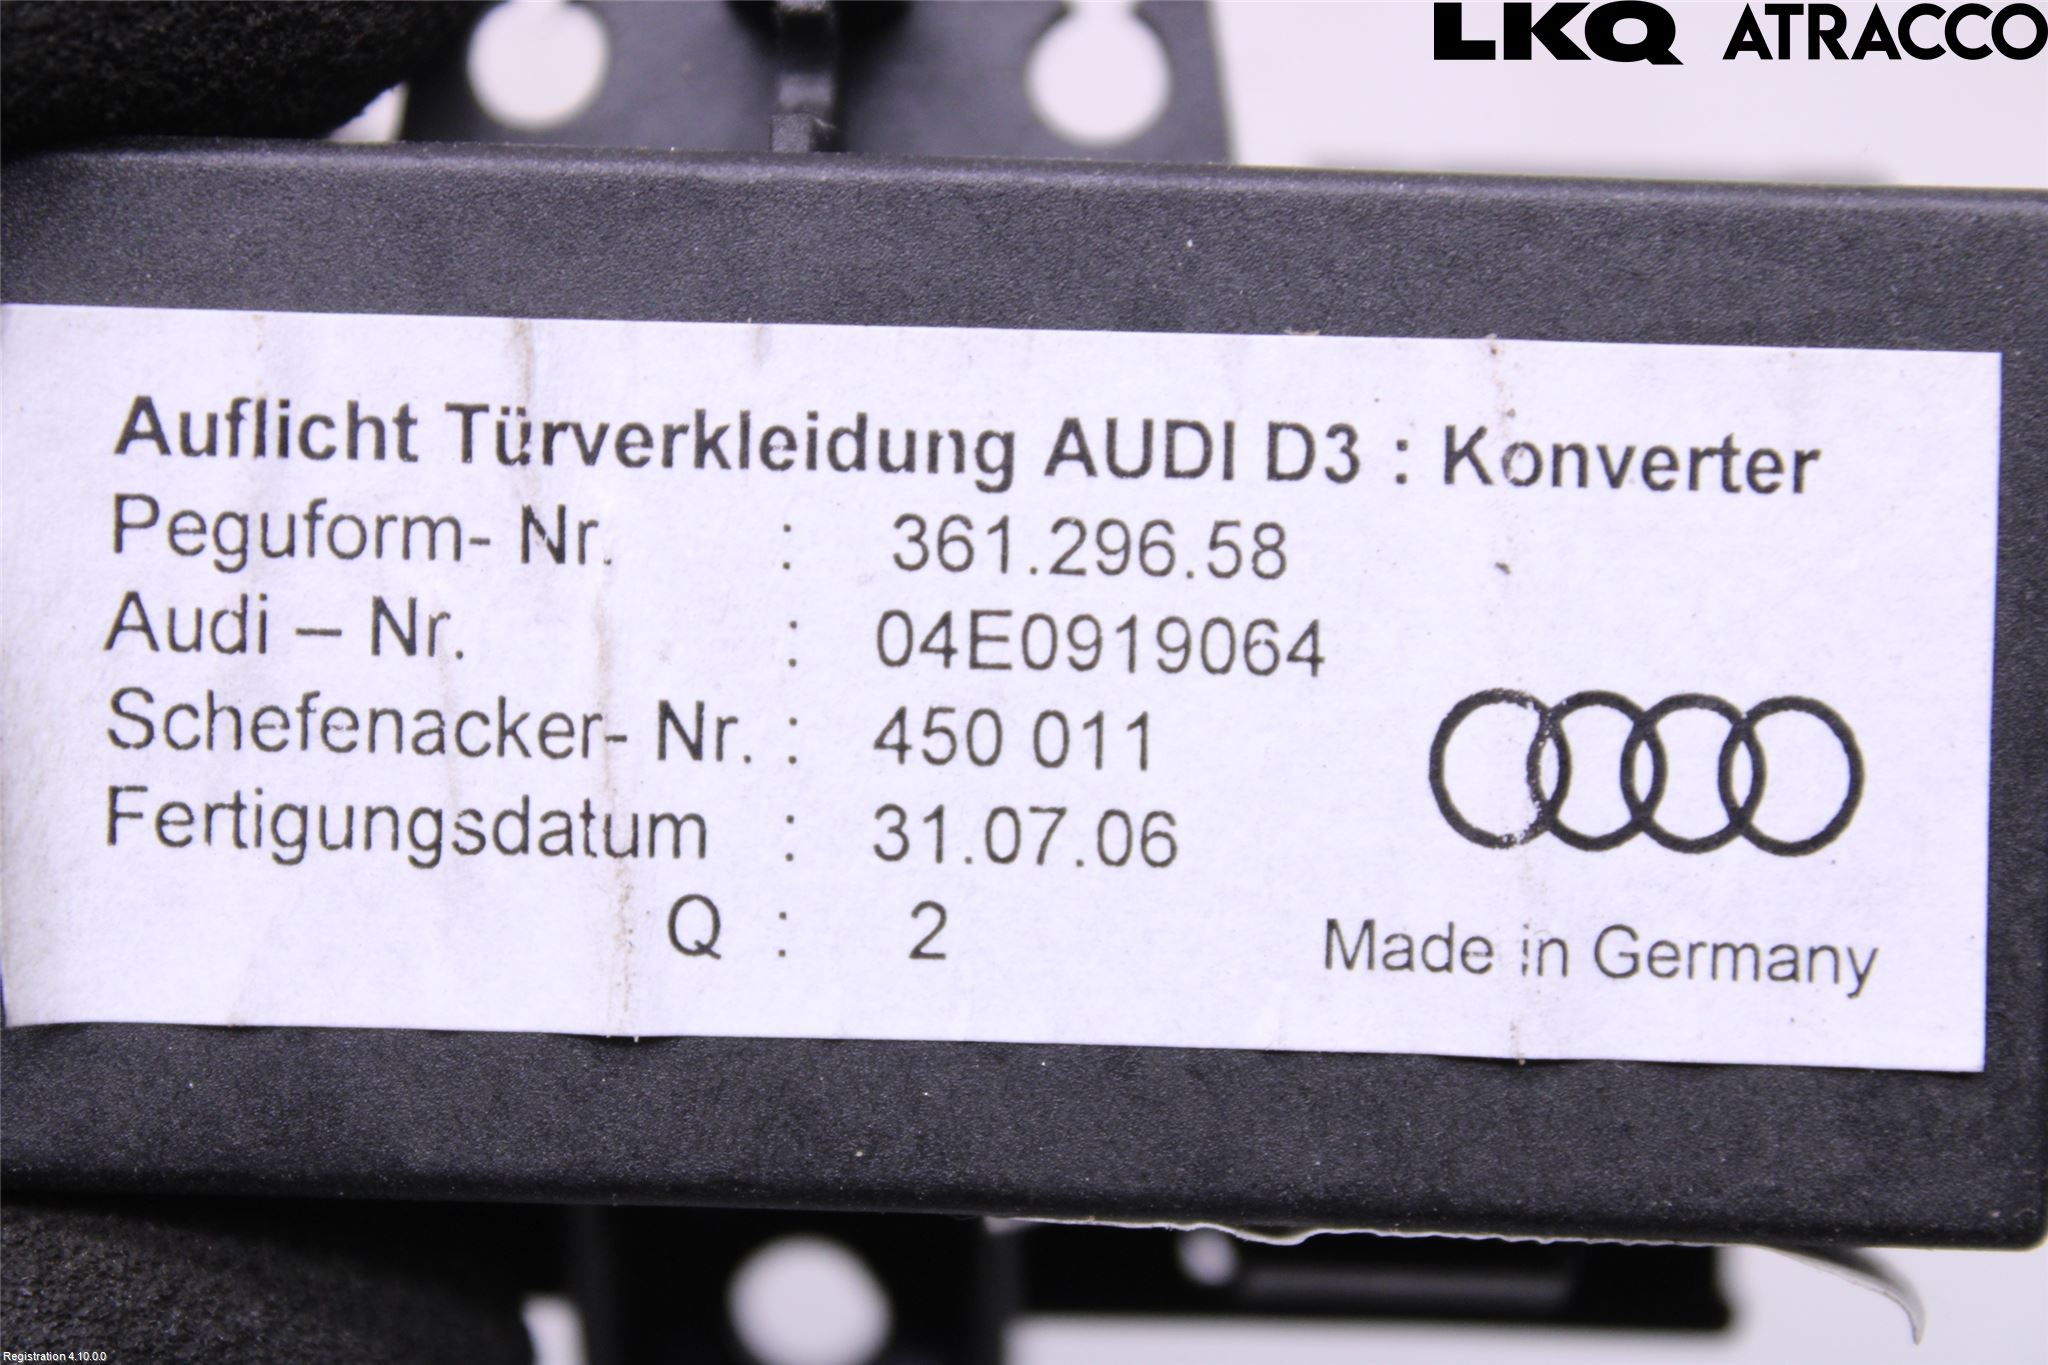 LKQ ATRACCO
Auflicht Türverkleidung AUDI D3 : Konverter
Peguform- Nr. : 361.296.58
Audi – Nr. : 04E0919064
Schefenacker- Nr. : 450 011
Fertigungsdatum : 31.07.06
Q : 2
Made in Germany
Registration 4.10.0.0